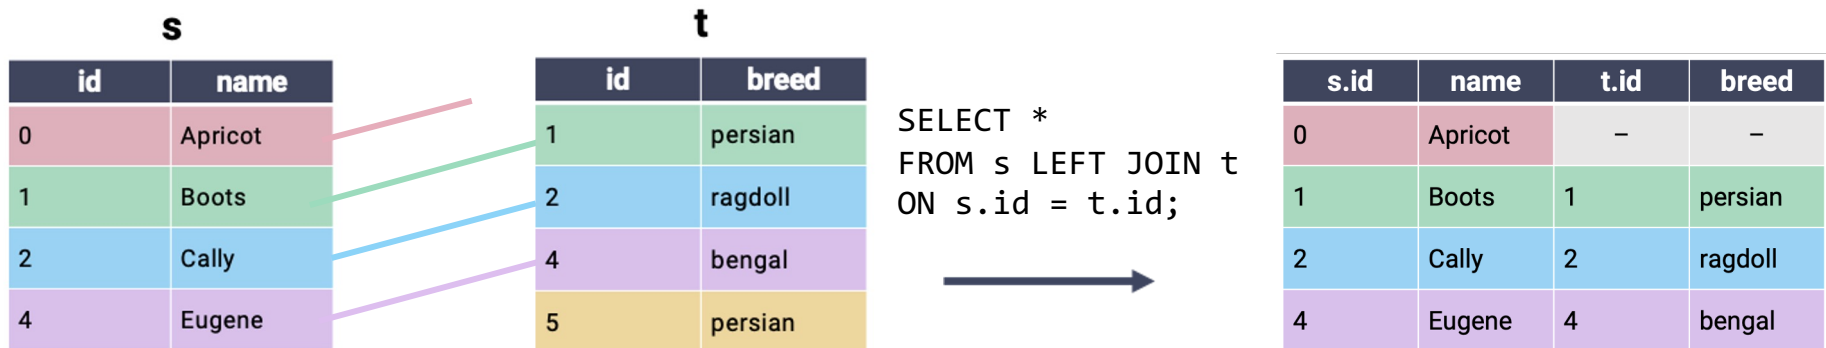 s
id name
0 Apricot
1 Boots
2 Cally
4 Eugene
t
id breed
1 persian
2 ragdoll
4 bengal
5 persian
SELECT *
FROM s LEFT JOIN t
ON s.id = t.id;
s.id name t.id breed
0 Apricot – –
1 Boots 1 persian
2 Cally 2 ragdoll
4 Eugene 4 bengal